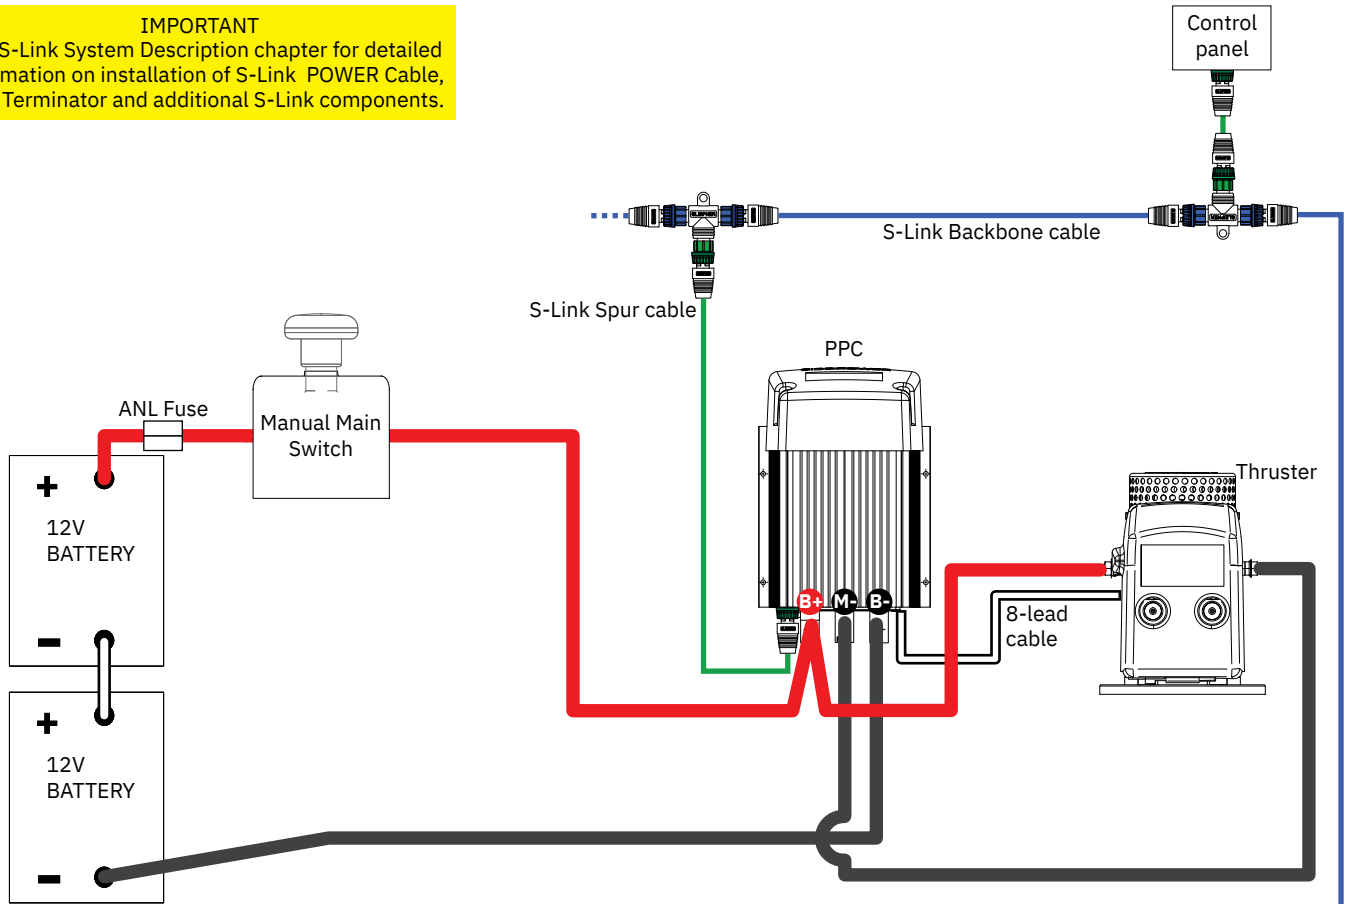 IMPORTANT
S-Link System Description chapter for detailed
mation on installation of S-Link POWER Cable,
Terminator and additional S-Link components.
Control
panel
S-Link Backbone cable
S-Link Spur cable
PPC
ANL Fuse
Manual Main
Switch
Thruster
+
12V
BATTERY
-
B+
M-
B-
8-lead
cable
+
12V
BATTERY
-